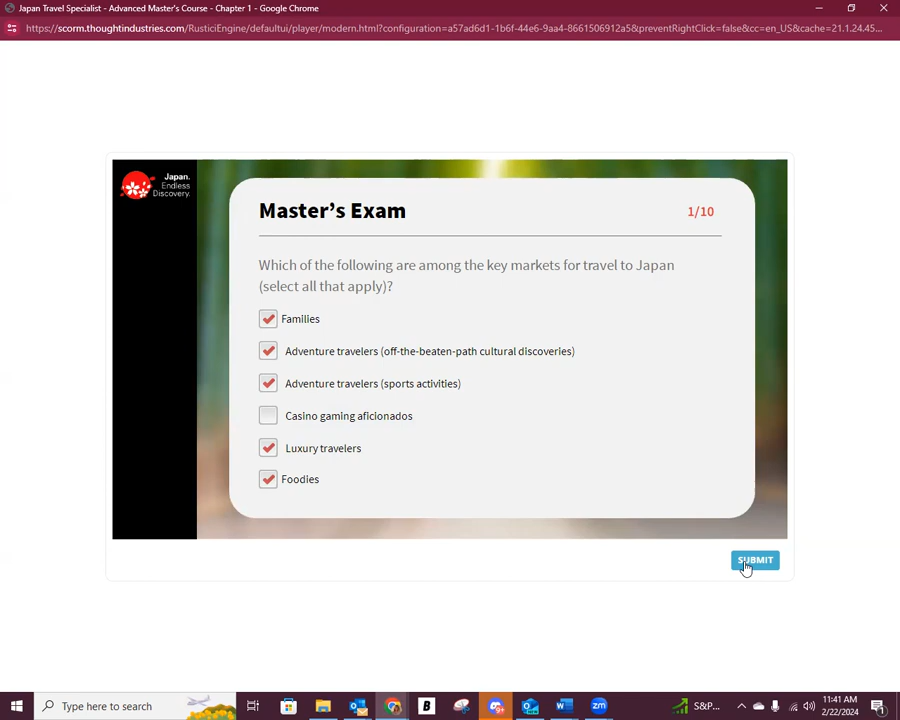 Japan Travel Specialist - Advanced Master's Course - Chapter 1 - Google Chrome
https://scorm.thoughtindustries.com/RusticiEngine/defaultui/player/modern.html?configuration=a57ad6d1-1b6f-44e6-9aa4-8661506912a5&preventRightClick=false&cc=en_US&cache=21.1.24.45...
Japan.
Endless
Discovery.
Master's Exam
1/10
Which of the following are among the key markets for travel to Japan
(select all that apply)?
Families
Adventure travelers (off-the-beaten-path cultural discoveries)
Adventure travelers (sports activities)
Casino gaming aficionados
Luxury travelers
Foodies
SUBMIT
Type here to search
B
S&P...
11:41 AM
2/22/2024
1